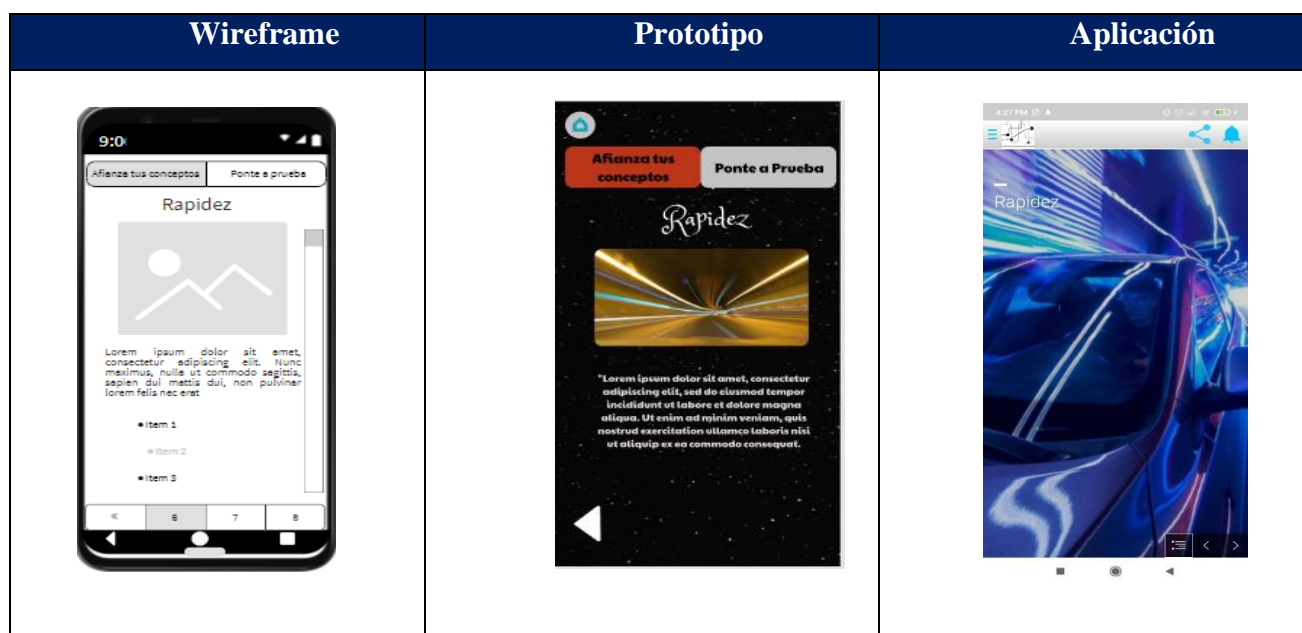 Wireframe
Prototipo
Aplicación
9:0
Afianza tus conceptos
Ponte a prueba
Rapidez
Lorem ipsum dolor sit amet,
consectetur adipiscing elit. Nunc
maximus, nulla ut commodo sagittis,
sapien dui mattis dui, non pulvinar
lorem felis nec erat
• Item 1
• Item 2
• Item 3
«
6
7
8
Afianza tus
conceptos
Ponte a Prueba
Rapidez
"Lorem ipsum dolor sit amet, consectetur
adipiscing elit, sed do eiusmod tempor
incididunt ut labore et dolore magna
aliqua. Ut enim ad minim veniam, quis
nostrud exercitation ullamco laboris nisi
ut aliquip ex ea commodo consequat.
4:27 PM
Rapidez